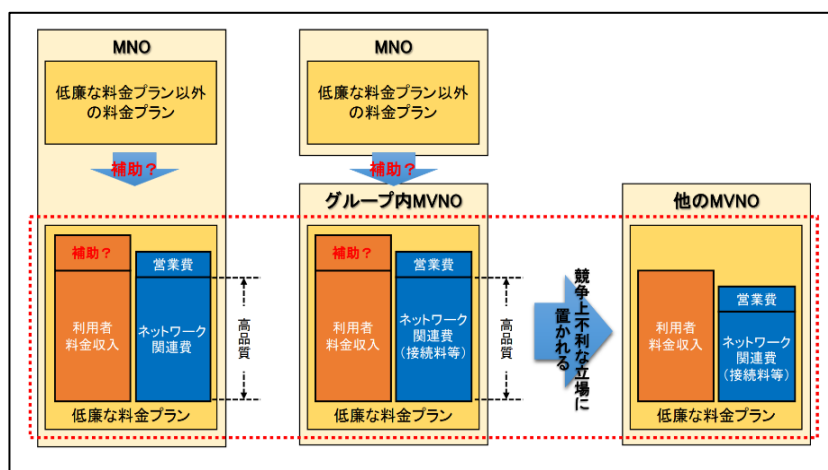 MNO
低廉な料金プラン以外
の料金プラン
補助？
補助？
利用者
料金収入
営業費
ネットワーク
関連費
高品質
低廉な料金プラン
MNO
低廉な料金プラン以外
の料金プラン
補助？
グループ内MVNO
補助？
利用者
料金収入
営業費
ネットワーク
関連費
(接続料等)
高品質
低廉な料金プラン
競争上不利な立場に
置かれる
他のMVNO
利用者
料金収入
営業費
ネットワーク
関連費
(接続料等)
低廉な料金プラン